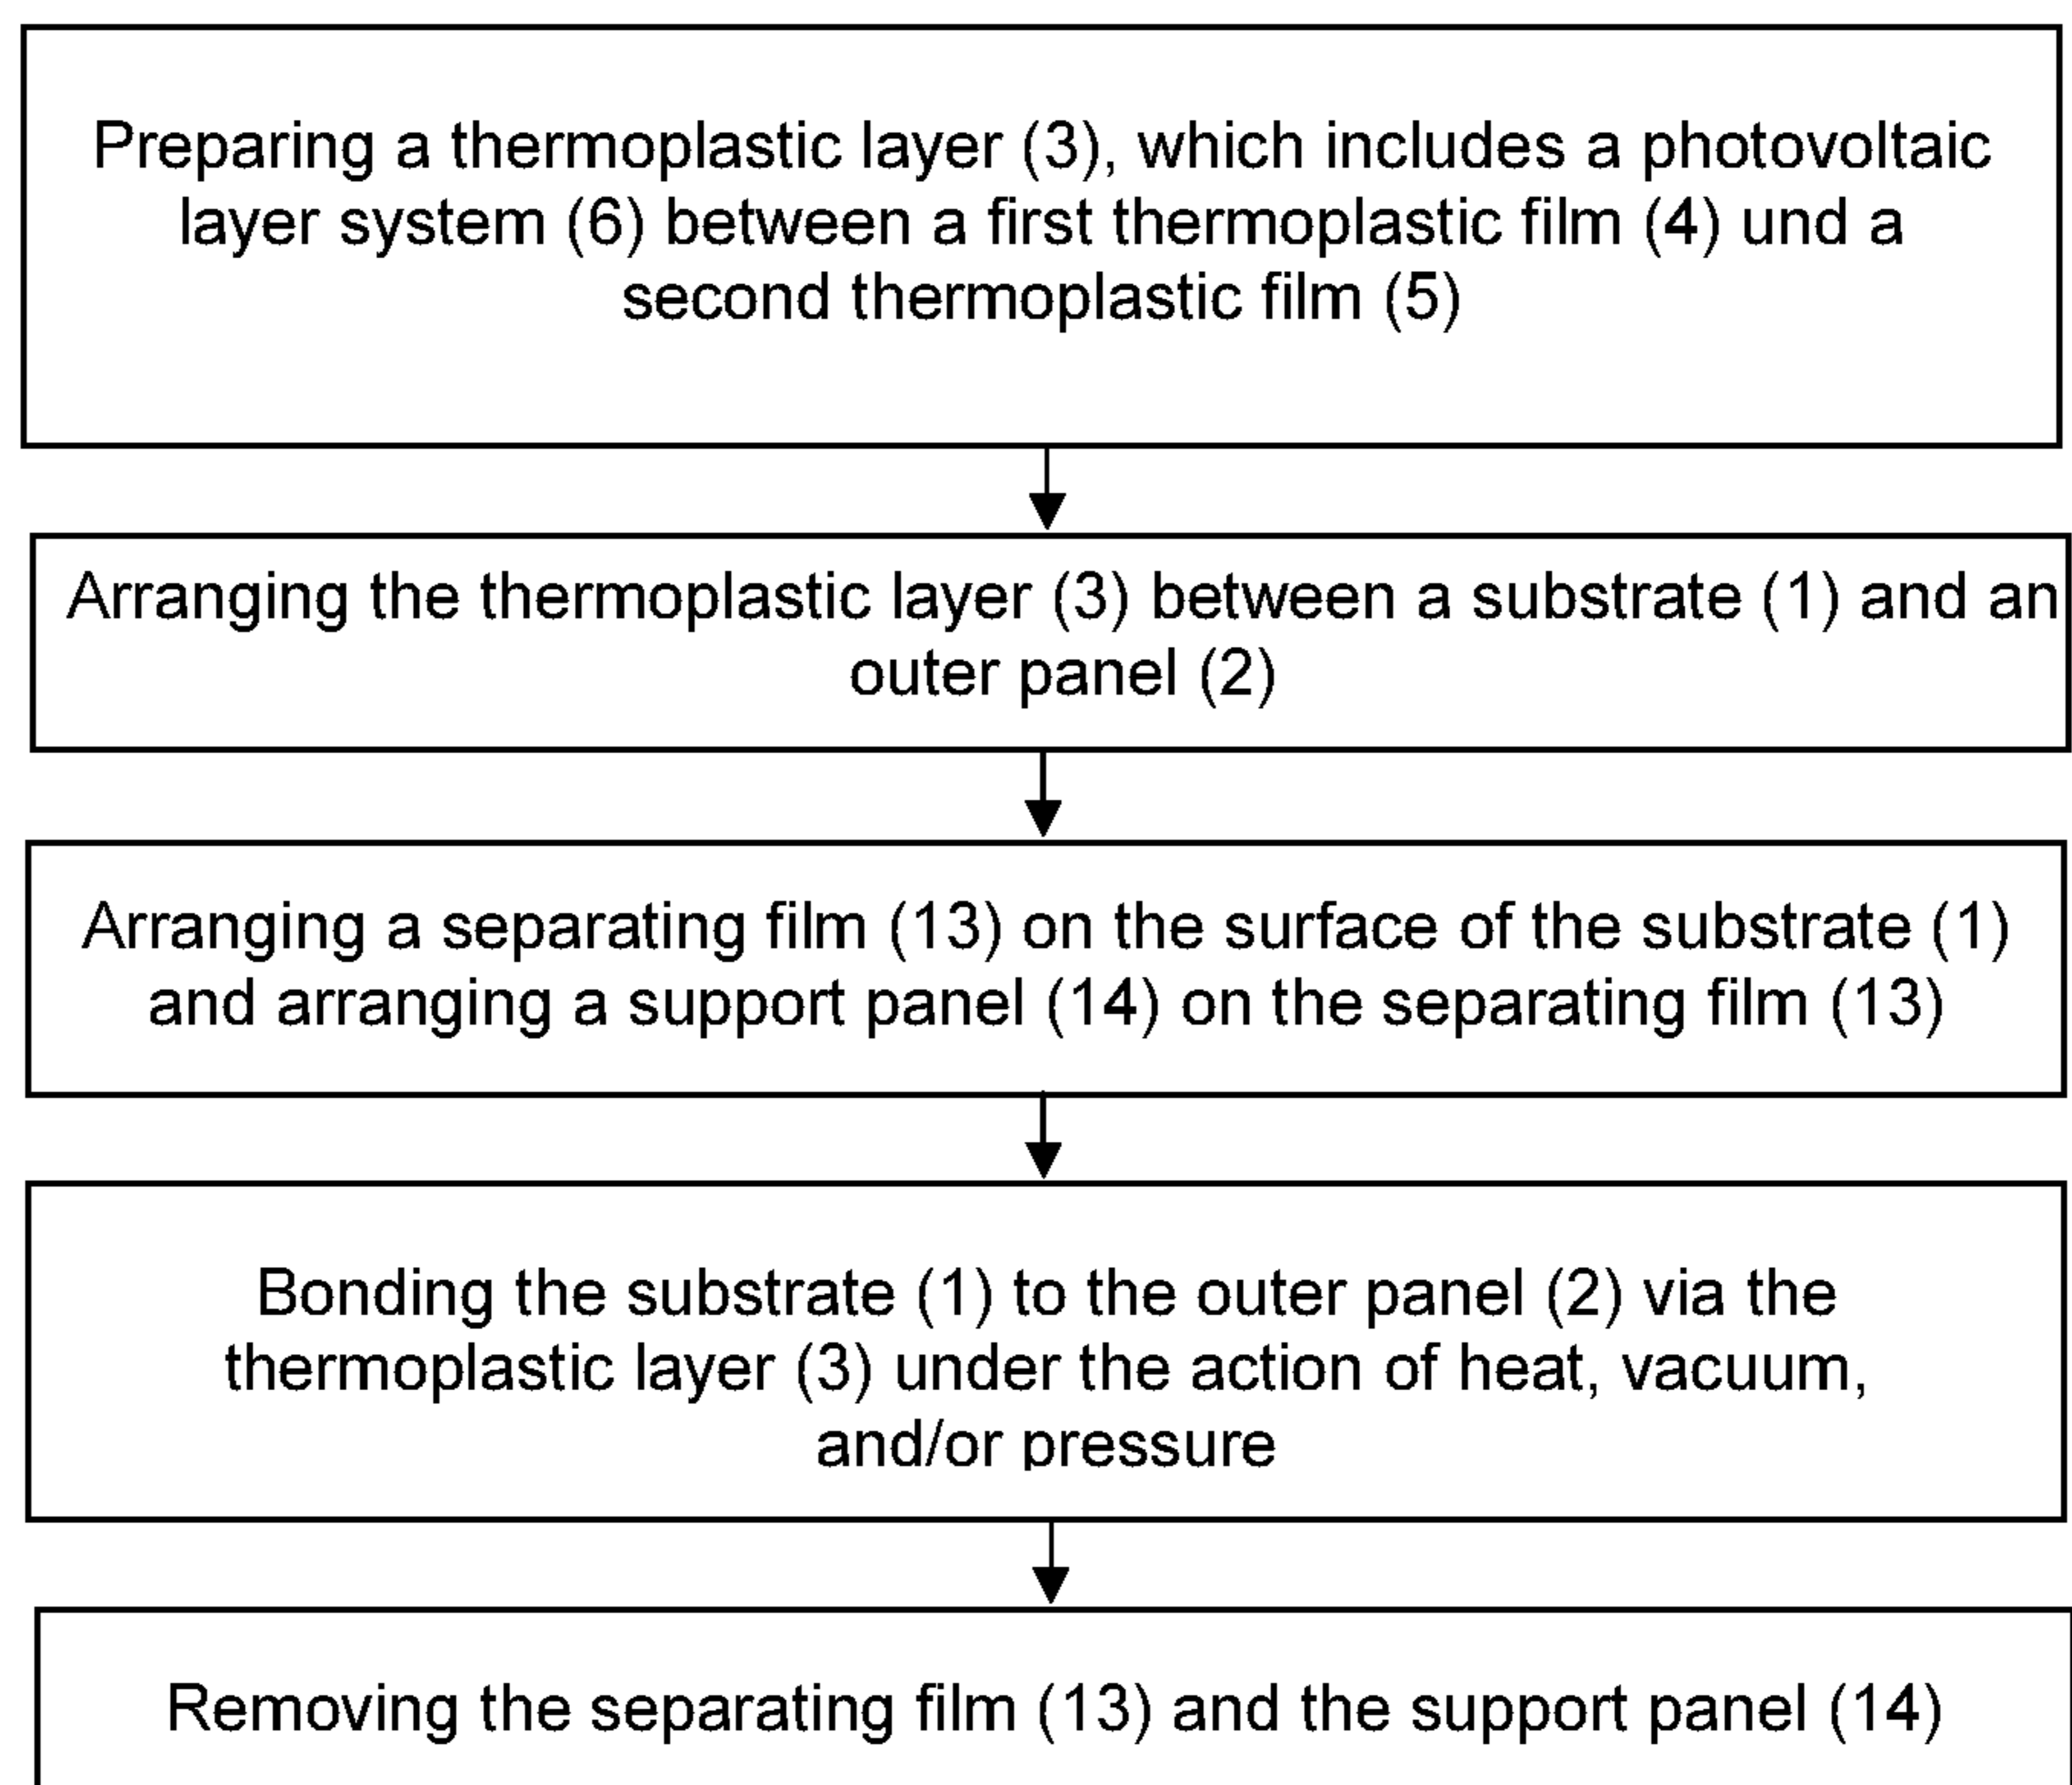 Preparing a thermoplastic layer (3), which includes a photovoltaic
layer system (6) between a first thermoplastic film (4) und a
second thermoplastic film (5)
Arranging the thermoplastic layer (3) between a substrate (1) and an
outer panel (2)
Arranging a separating film (13) on the surface of the substrate (1)
and arranging a support panel (14) on the separating film (13)
Bonding the substrate (1) to the outer panel (2) via the
thermoplastic layer (3) under the action of heat, vacuum,
and/or pressure
Removing the separating film (13) and the support panel (14)